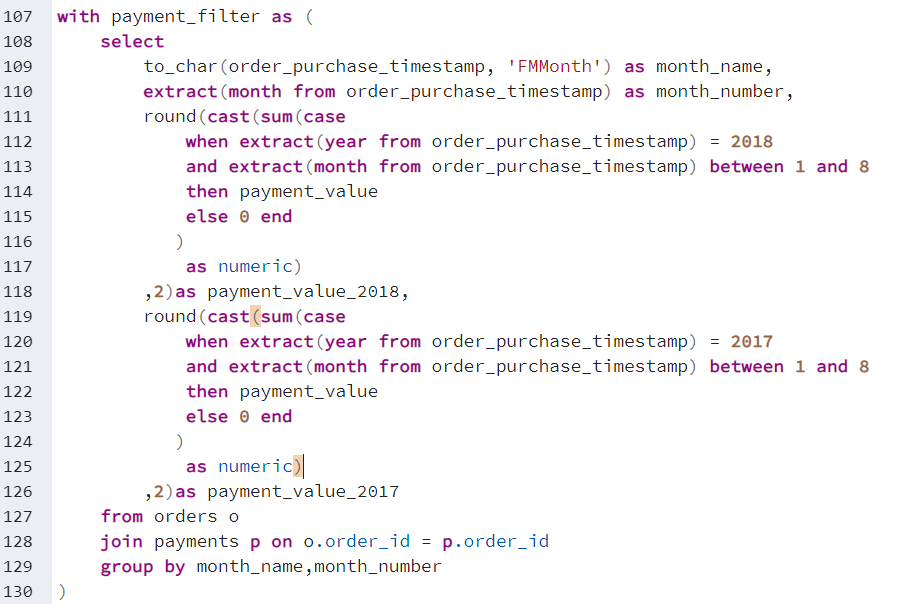 107 with payment_filter as (
108     select
109         to_char(order_purchase_timestamp, 'FMMonth') as month_name,
110         extract(month from order_purchase_timestamp) as month_number,
111         round(cast(sum(case
112             when extract(year from order_purchase_timestamp) = 2018
113             and extract(month from order_purchase_timestamp) between 1 and 8
114             then payment_value
115             else 0 end
116            )
117             as numeric)
118         ,2)as payment_value_2018,
119         round(cast(sum(case
120             when extract(year from order_purchase_timestamp) = 2017
121             and extract(month from order_purchase_timestamp) between 1 and 8
122             then payment_value
123             else 0 end
124            )
125             as numeric)
126         ,2)as payment_value_2017
127     from orders o
128     join payments p on o.order_id = p.order_id
129     group by month_name,month_number
130 )